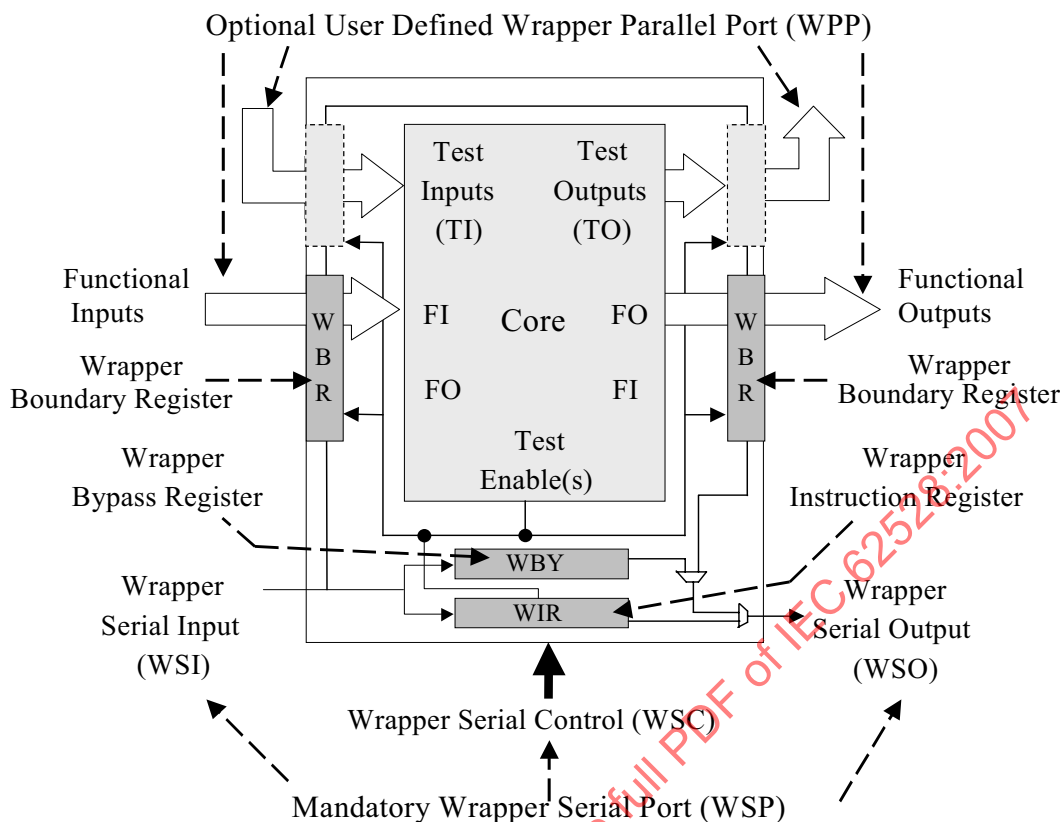 Optional User Defined Wrapper Parallel Port (WPP)
Test
Inputs
(TI)
Test
Outputs
(TO)
Functional
Inputs
Functional
Outputs
W
B
R
FI
Core
FO
W
B
R
FO
FI
Wrapper
Boundary Register
Wrapper
Boundary Register
Test
Enable(s)
Wrapper
Bypass Register
Wrapper
Instruction Register
WBY
WIR
Wrapper
Serial Input
(WSI)
Wrapper
Serial Output
(WSO)
Wrapper Serial Control (WSC)
Mandatory Wrapper Serial Port (WSP)
full PDF of IEC 62528:2007